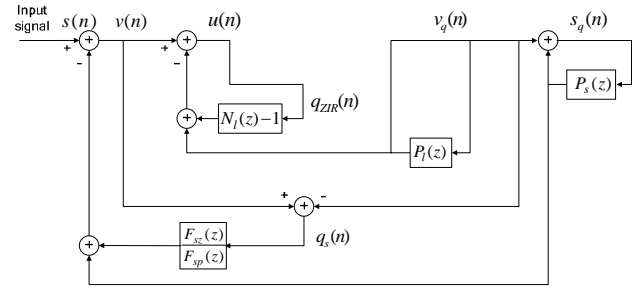 Input
signal
s(n) v(n) u(n) v_q(n) s_q(n)
+ + + + +
- -
P_s(z)
q_ZIR(n)
+ N_l(z)-1
P_l(z)
+ -
+
q_s(n)
+ F_sz(z)
F_sp(z)